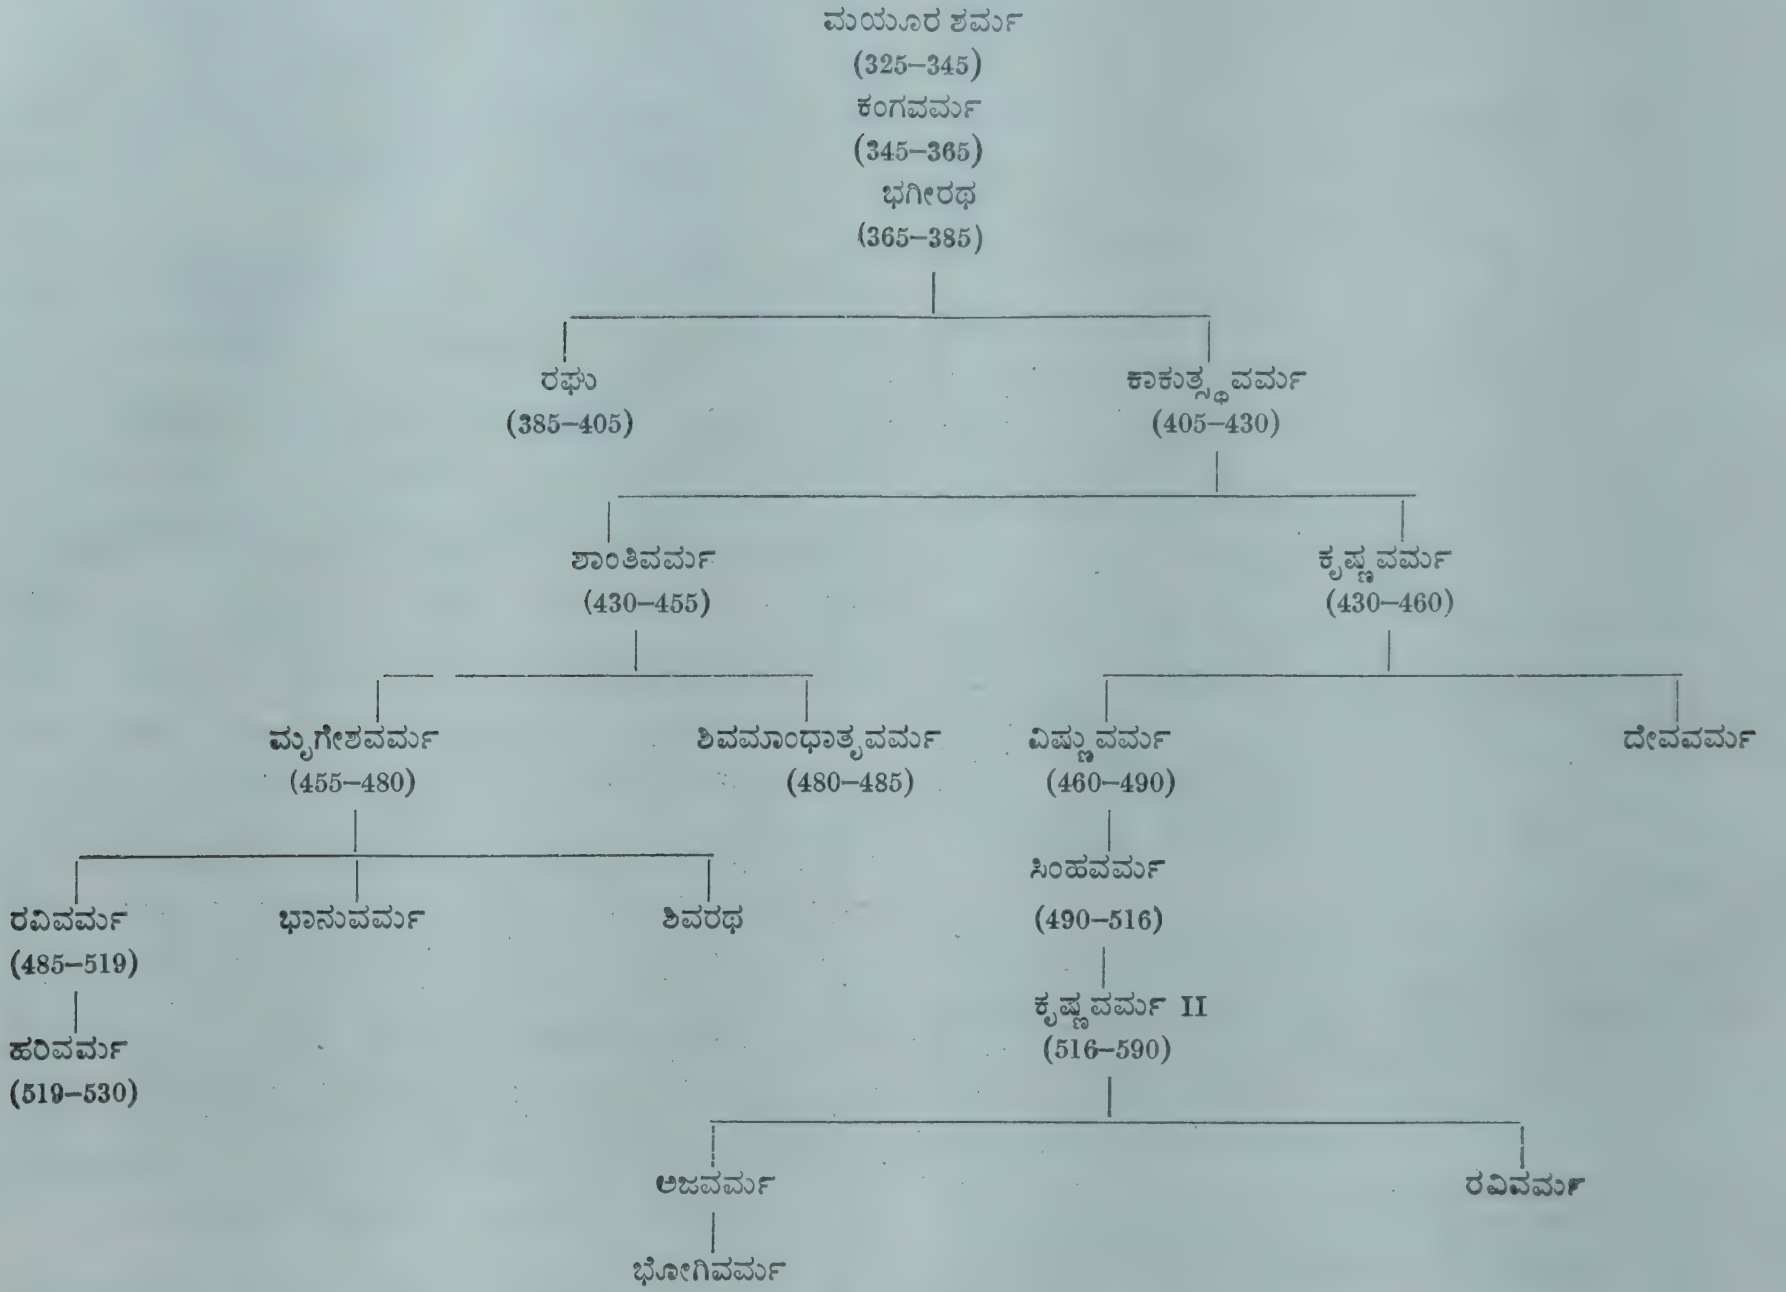 ಮಯೂರ ಶರ್ಮ
(325–345)
ಕಂಗವರ್ಮ
(345–365)
ಭಗೀರಥ
(365–385)
ರಘು ಕಾಕುತ್ಸ್ಥವರ್ಮ
(385–405) (405–430)
ಶಾಂತಿವರ್ಮ ಕೃಷ್ಣವರ್ಮ
(430–455) (430–460)
ಮೃಗೇಶವರ್ಮ ಶಿವಮಾಂಧಾತೃವರ್ಮ ವಿಷ್ಣುವರ್ಮ ದೇವವರ್ಮ
(455–480) (480–485) (460–490)
ಸಿಂಹವರ್ಮ
ರವಿವರ್ಮ ಭಾನುವರ್ಮ ಶಿವರಥ (490–516)
(485–519)
ಕೃಷ್ಣವರ್ಮ II
ಹರಿವರ್ಮ (516–590)
(519–530)
ಅಜವರ್ಮ ರವಿವರ್ಮ
ಭೋಗಿವರ್ಮ